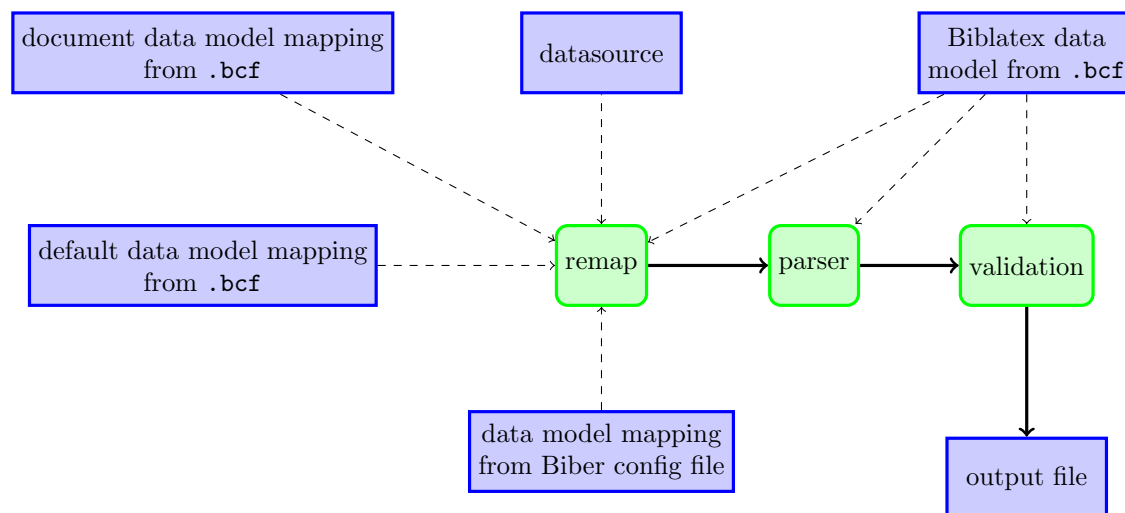 document data model mapping
from .bcf
datasource
Biblatex data
model from .bcf
default data model mapping
from .bcf
remap
parser
validation
data model mapping
from Biber config file
output file